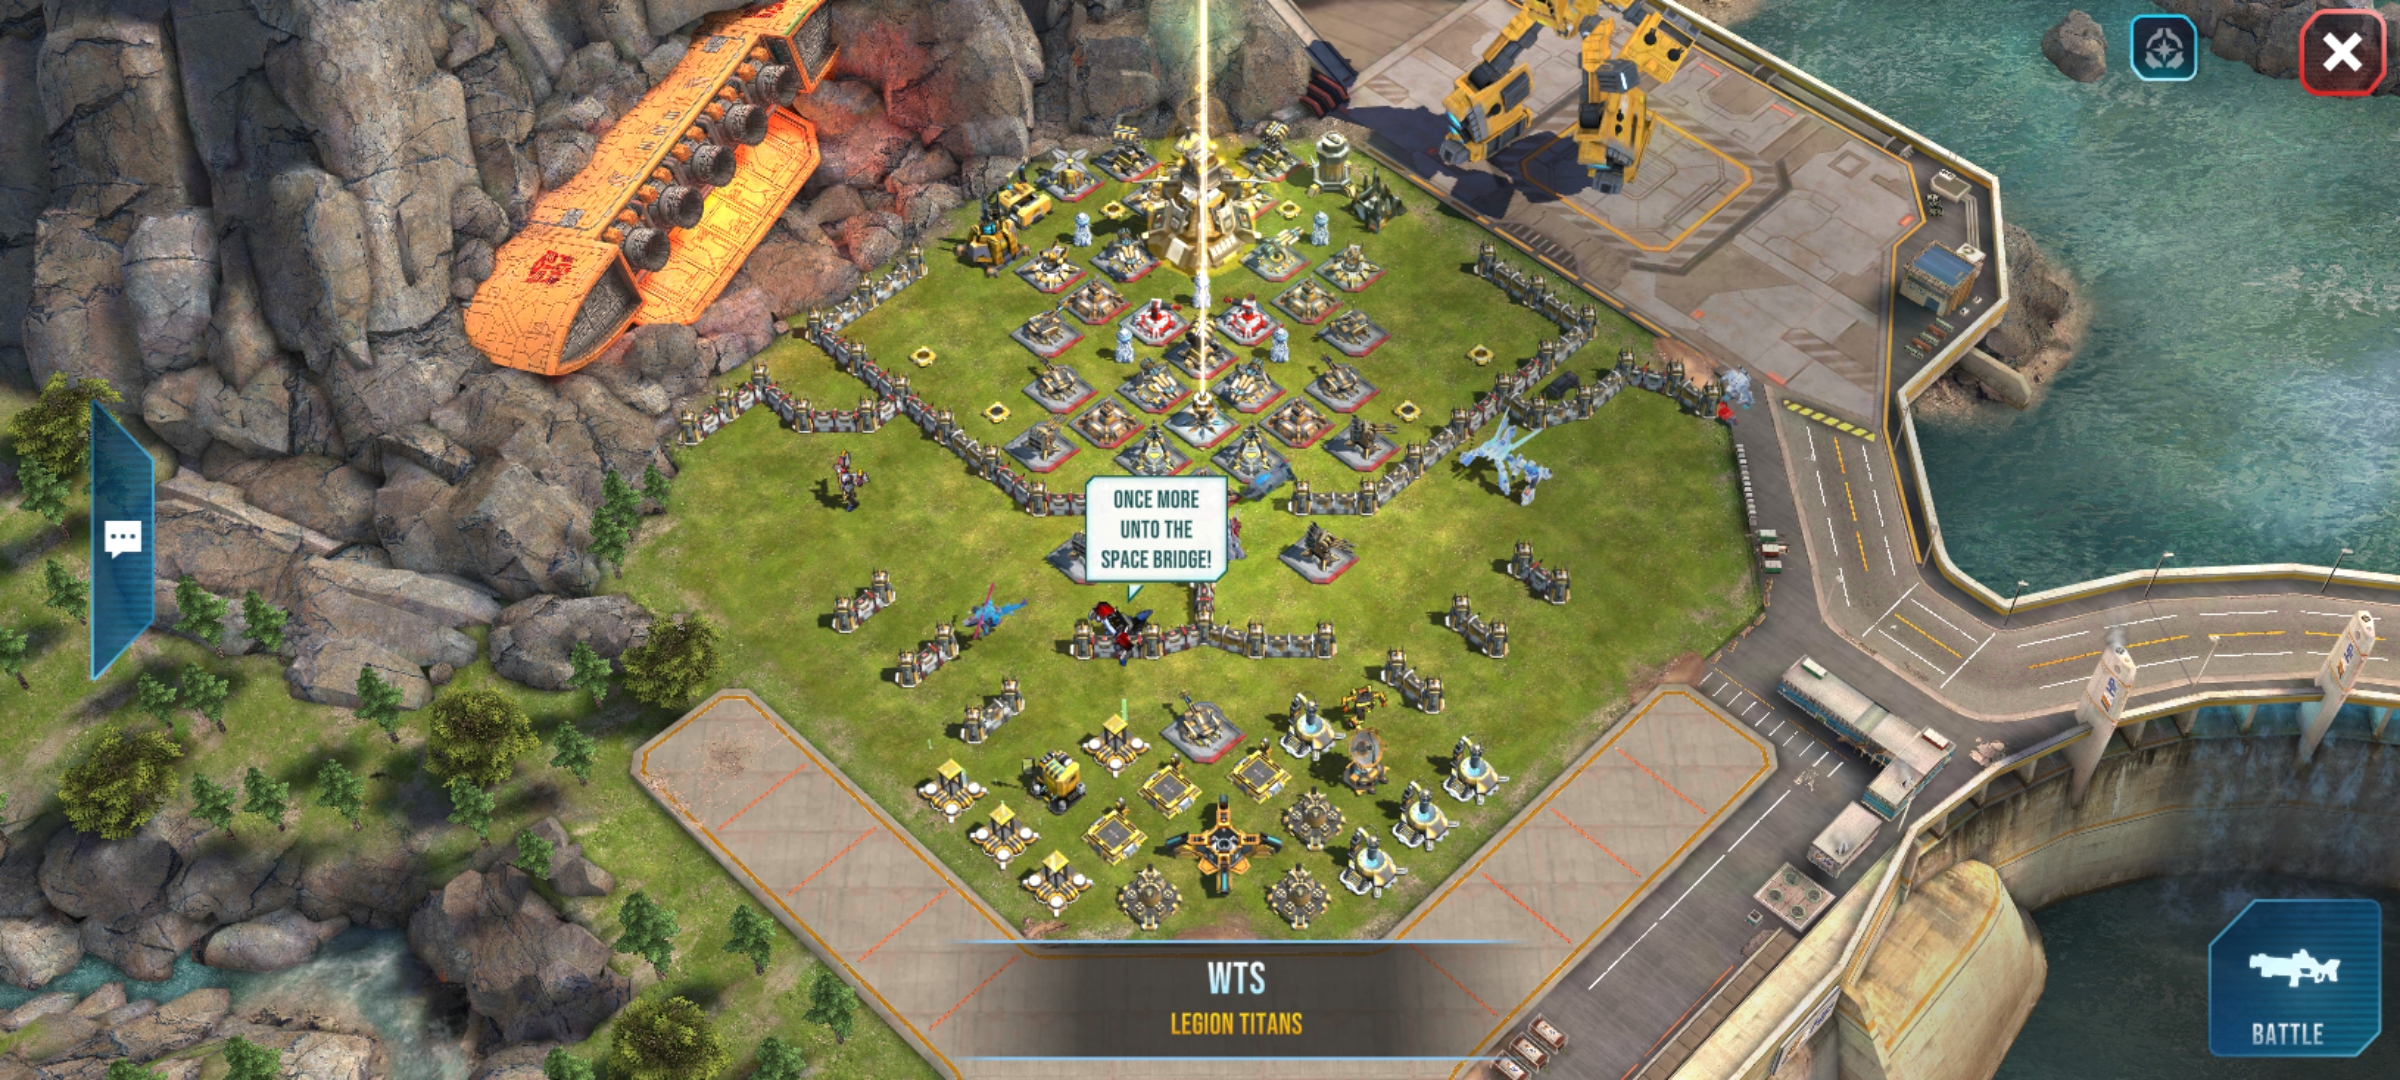 ONCE MORE
UNTO THE
SPACE BRIDGE!
WTS
LEGION TITANS
BATTLE